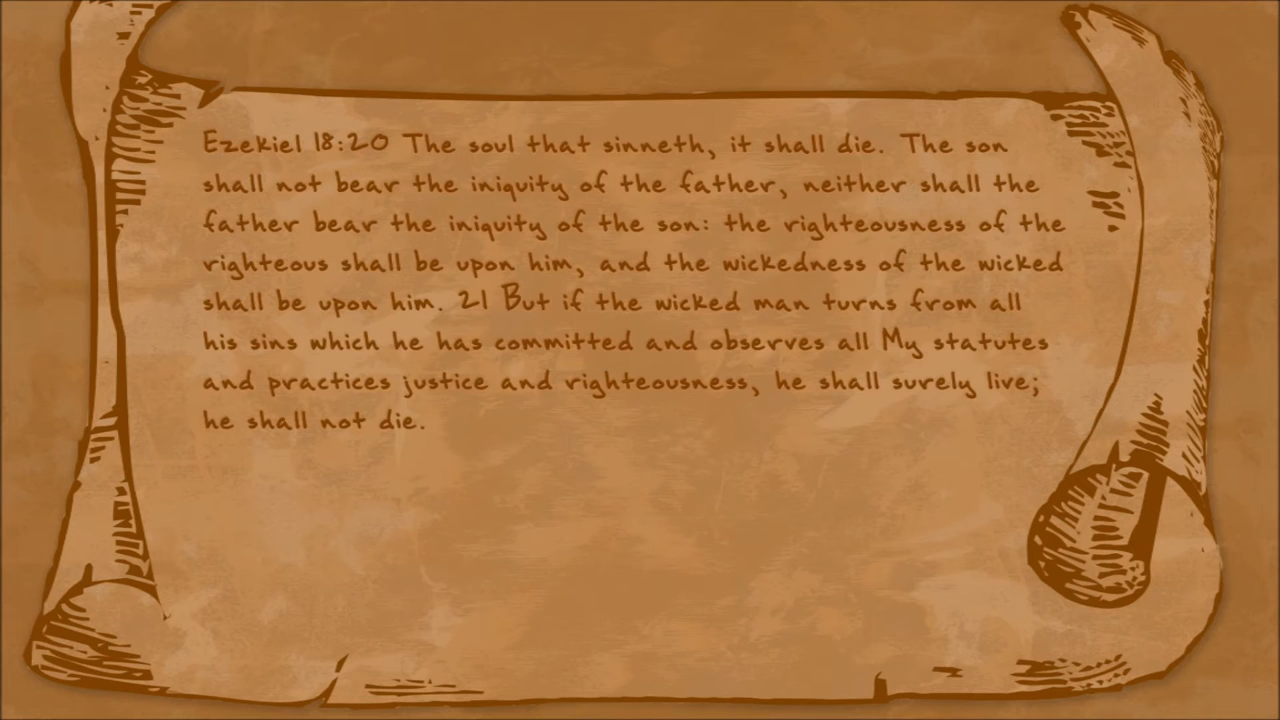 Ezekiel 18:20 The soul that sinneth, it shall die. The son
shall not bear the iniquity of the father, neither shall the
father bear the iniquity of the son: the righteousness of the
righteous shall be upon him, and the wickedness of the wicked
shall be upon him. 21 But if the wicked man turns from all
his sins which he has committed and observes all My statutes
and practices justice and righteousness, he shall surely live;
he shall not die.